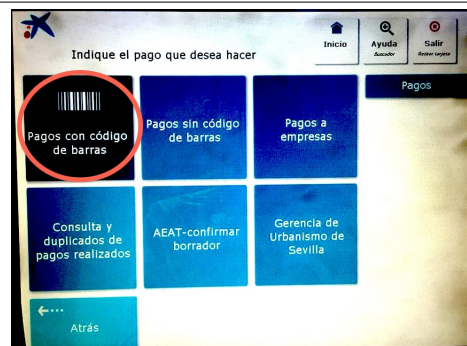 Indique el pago que desea hacer
Inicio
Ayuda
Buscador
Salir
Retirar tarjeta
Pagos
Pagos con código
de barras
Pagos sin código
de barras
Pagos a
empresas
Consulta y
duplicados de
pagos realizados
AEAT-confirmar
borrador
Gerencia de
Urbanismo de
Sevilla
Atrás